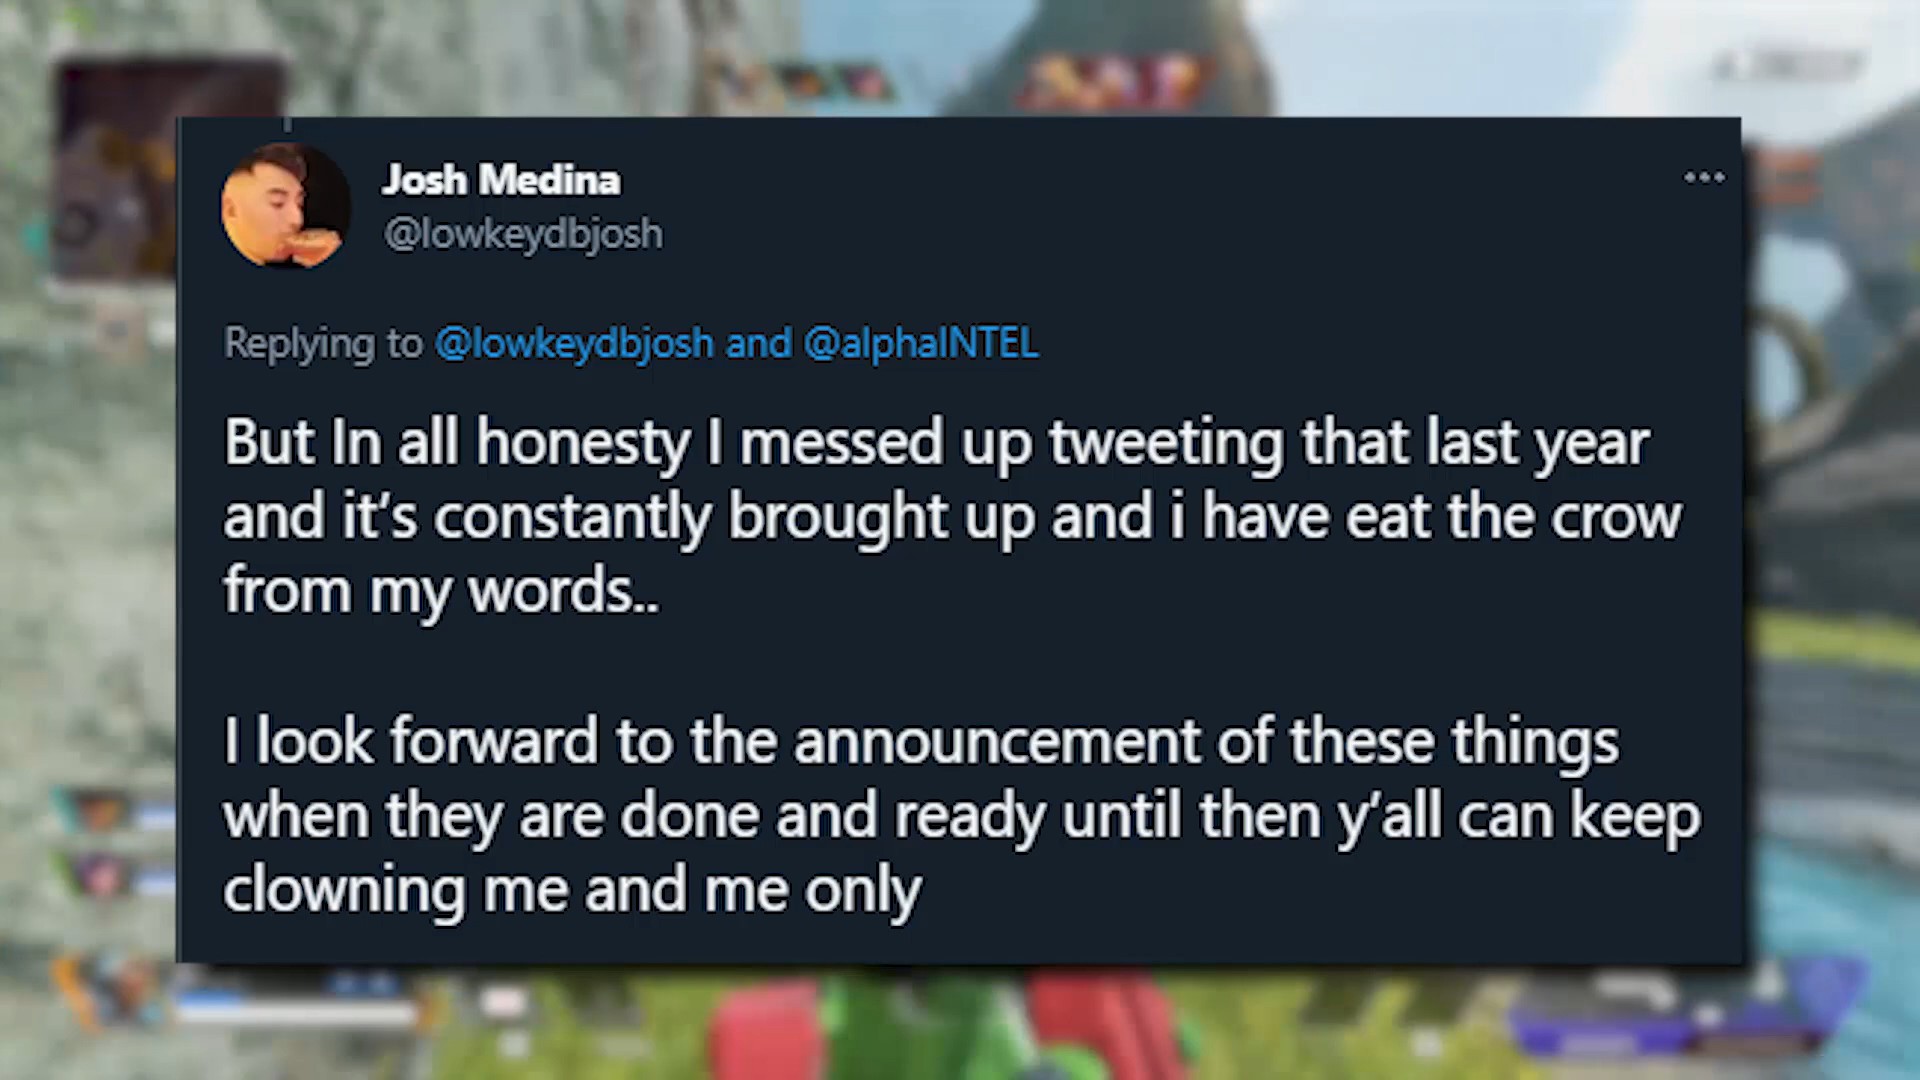 Josh Medina
@lowkeydbjosh
Replying to @lowkeydbjosh and @alphaINTEL
But In all honesty I messed up tweeting that last year
and it's constantly brought up and i have eat the crow
from my words..
I look forward to the announcement of these things
when they are done and ready until then y'all can keep
clowning me and me only